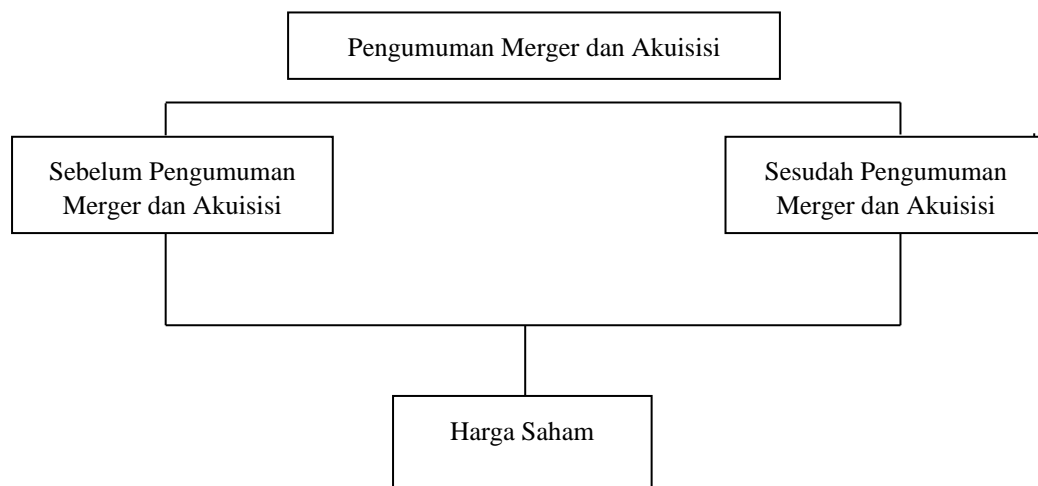 Pengumuman Merger dan Akuisisi
Sebelum Pengumuman
Merger dan Akuisisi
Sesudah Pengumuman
Merger dan Akuisisi
Harga Saham